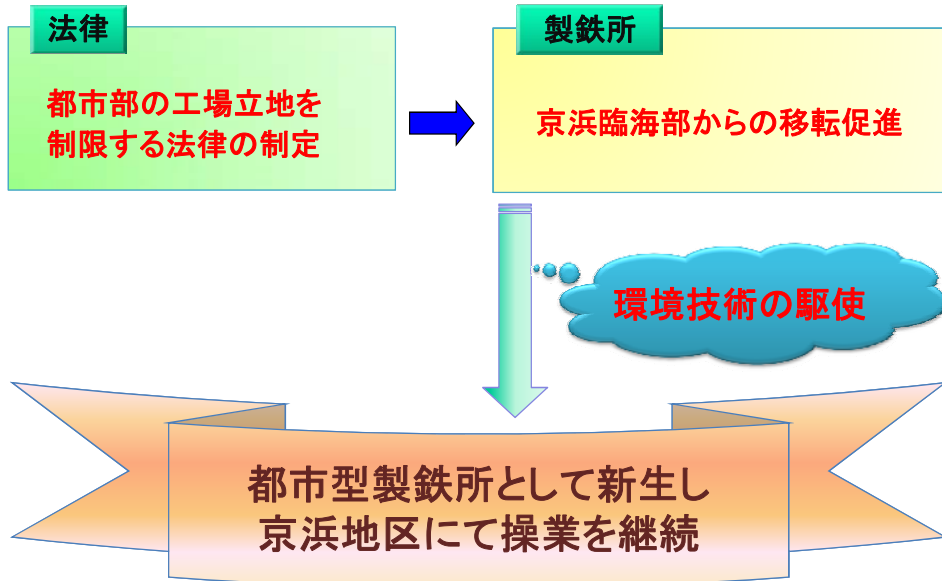 法律
都市部の工場立地を
制限する法律の制定
製鉄所
京浜臨海部からの移転促進
環境技術の駆使
都市型製鉄所として新生し
京浜地区にて操業を継続